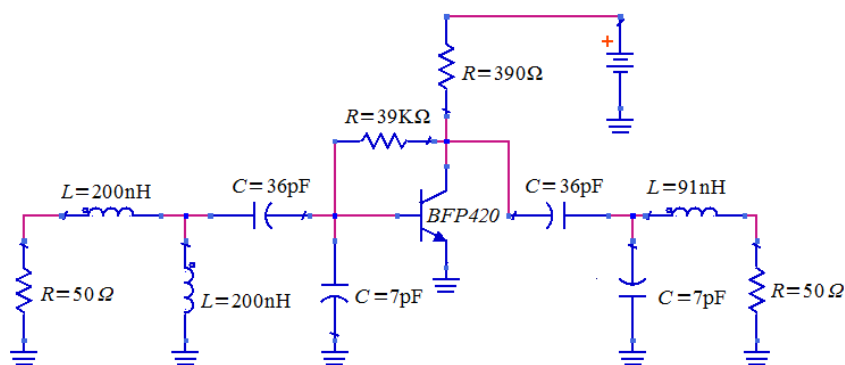 R=390Ω
R=39KΩ
L=200nH
C=36pF
BFP420
C=36pF
L=91nH
R=50Ω
L=200nH
C=7pF
C=7pF
R=50Ω